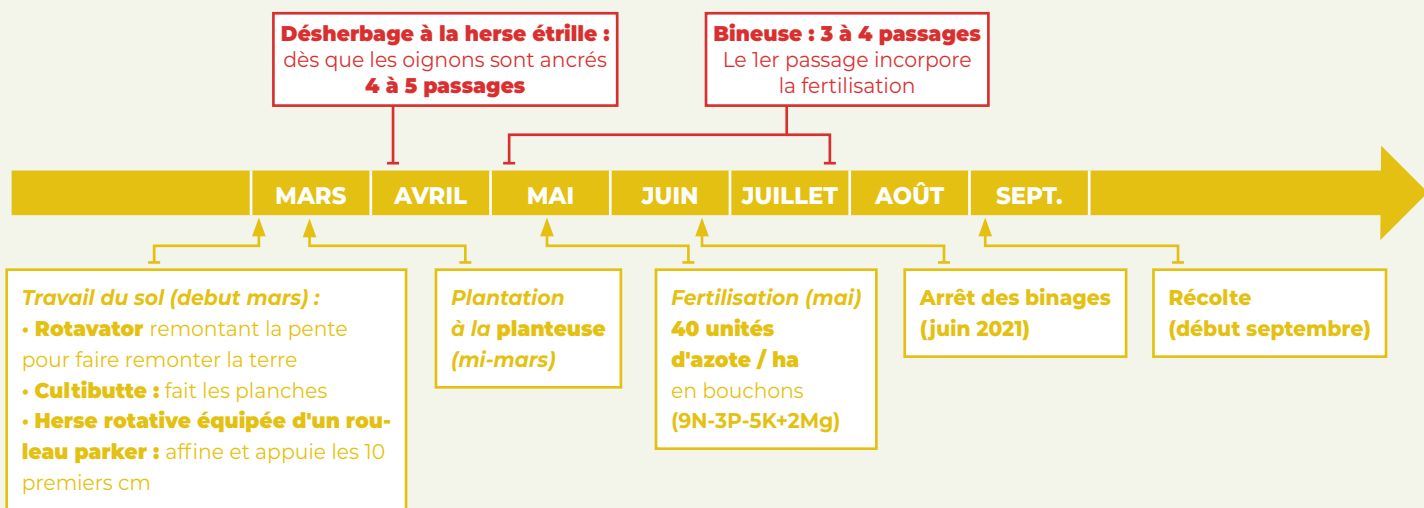 Désherbage à la herse étrille :
dès que les oignons sont ancrés
4 à 5 passages
Bineuse : 3 à 4 passages
Le 1er passage incorpore
la fertilisation
MARS
AVRIL
MAI
JUIN
JUILLET
AOÛT
SEPT.
Travail du sol (debut mars) :
• Rotavator remontant la pente
pour faire remonter la terre
• Cultibutte : fait les planches
• Herse rotative équipée d'un rou-
leau parker : affine et appuie les 10
premiers cm
Plantation
à la planteuse
(mi-mars)
Fertilisation (mai)
40 unités
d'azote / ha
en bouchons
(9N-3P-5K+2Mg)
Arrêt des binages
(juin 2021)
Récolte
(début septembre)